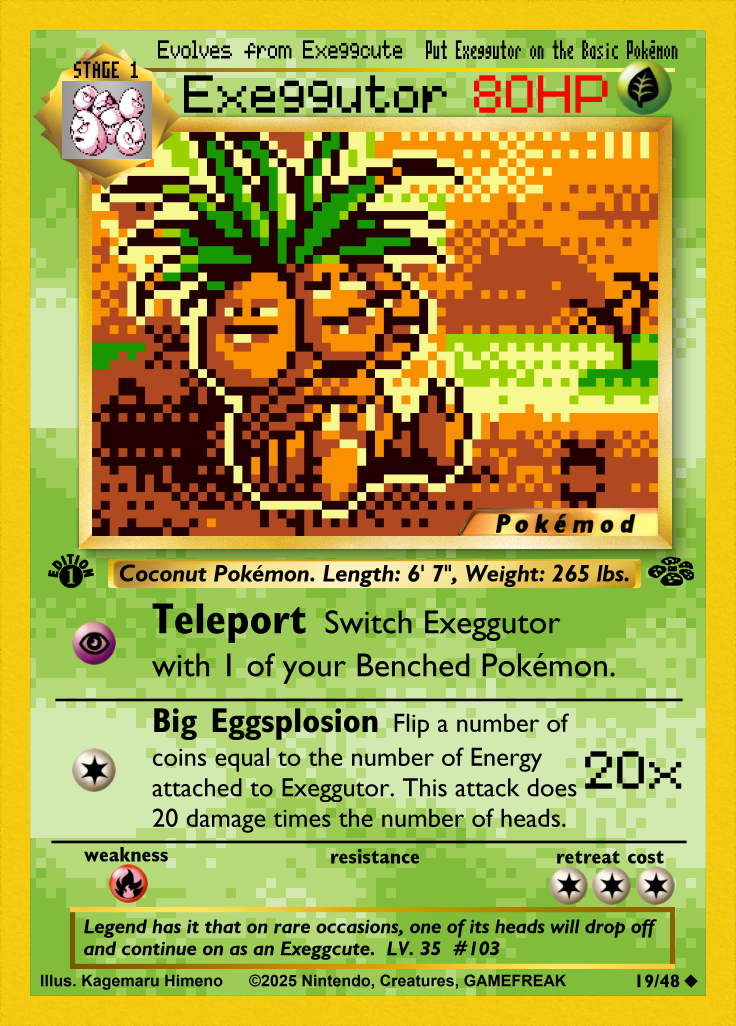 Evolves from Exeggcute Put Exeggutor on the Basic Pokémon
STAGE 1
Exeggutor 80HP
Pokémod
EDITION 1
Coconut Pokémon. Length: 6' 7", Weight: 265 lbs.
Teleport Switch Exeggutor
with 1 of your Benched Pokémon.
Big Eggsplosion Flip a number of
coins equal to the number of Energy
attached to Exeggutor. This attack does
20 damage times the number of heads.
20x
weakness resistance retreat cost
Legend has it that on rare occasions, one of its heads will drop off
and continue on as an Exeggcute. LV. 35 #103
Illus. Kagemaru Himeno ©2025 Nintendo, Creatures, GAMEFREAK 19/48